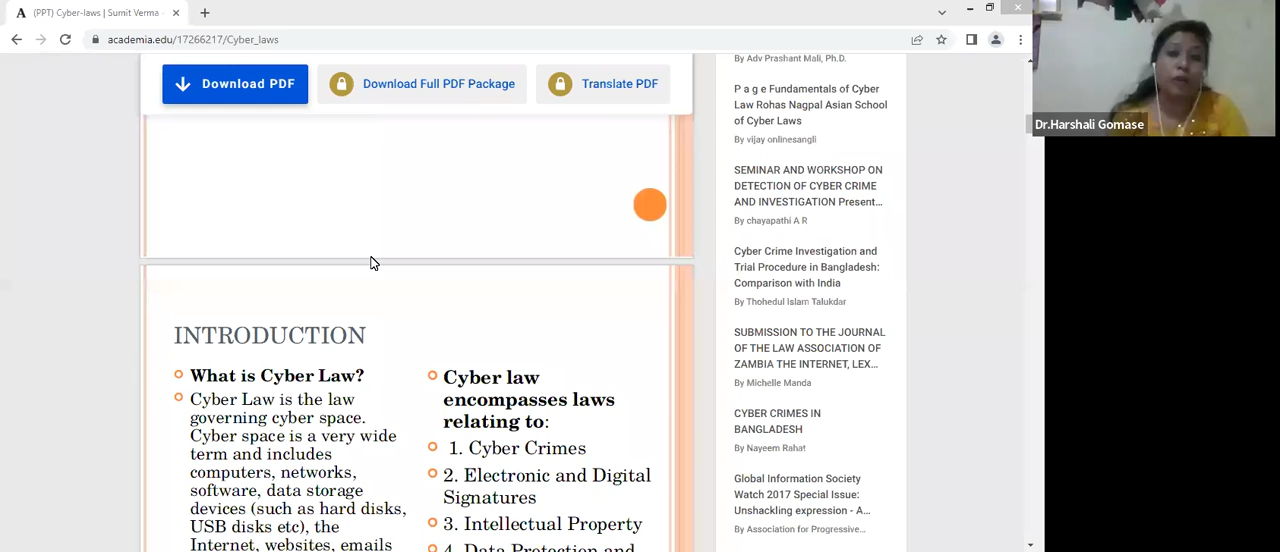 A (PPT) Cyber-laws | Sumit Verma -
academia.edu/17266217/Cyber_laws
Download PDF
Download Full PDF Package
Translate PDF
INTRODUCTION
What is Cyber Law?
Cyber Law is the law
governing cyber space.
Cyber space is a very wide
term and includes
computers, networks,
software, data storage
devices (such as hard disks,
USB disks etc), the
Internet, websites, emails
Cyber law
encompasses laws
relating to:
1. Cyber Crimes
2. Electronic and Digital
Signatures
3. Intellectual Property
4. Data Protection and
By Adv Prashant Mali, Ph.D.
P a g e Fundamentals of Cyber
Law Rohas Nagpal Asian School
of Cyber Laws
By vijay onlinesangli
SEMINAR AND WORKSHOP ON
DETECTION OF CYBER CRIME
AND INVESTIGATION Present...
By chayapathi A R
Cyber Crime Investigation and
Trial Procedure in Bangladesh:
Comparison with India
By Thohedul Islam Talukdar
SUBMISSION TO THE JOURNAL
OF THE LAW ASSOCIATION OF
ZAMBIA THE INTERNET, LEX...
By Michelle Manda
CYBER CRIMES IN
BANGLADESH
By Nayeem Rahat
Global Information Society
Watch 2017 Special Issue:
Unshackling expression - A...
By Association for Progressive...
Dr.Harshali Gomase